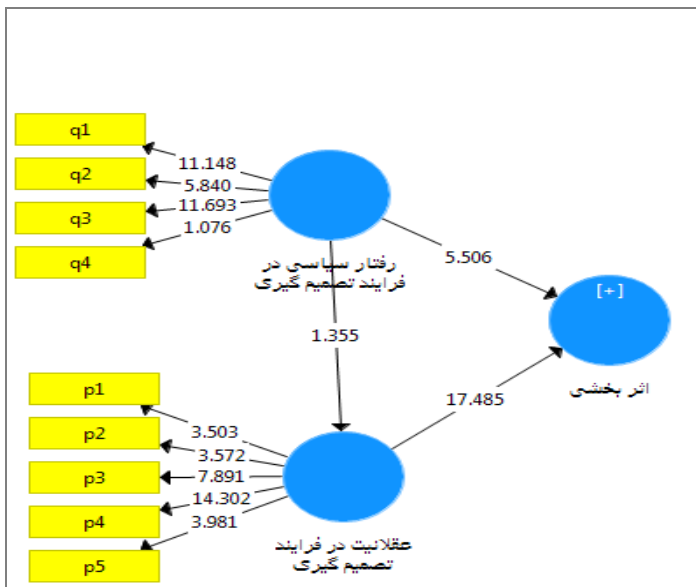 q1
q2
q3
q4
11.148
5.840
11.693
1.076
رفتار سیاسی در
فرایند تصمیم گیری
5.506
[+]
اثر بخشی
1.355
17.485
p1
p2
p3
p4
p5
3.503
3.572
7.891
14.302
3.981
عقلانیت در فرایند
تصمیم گیری